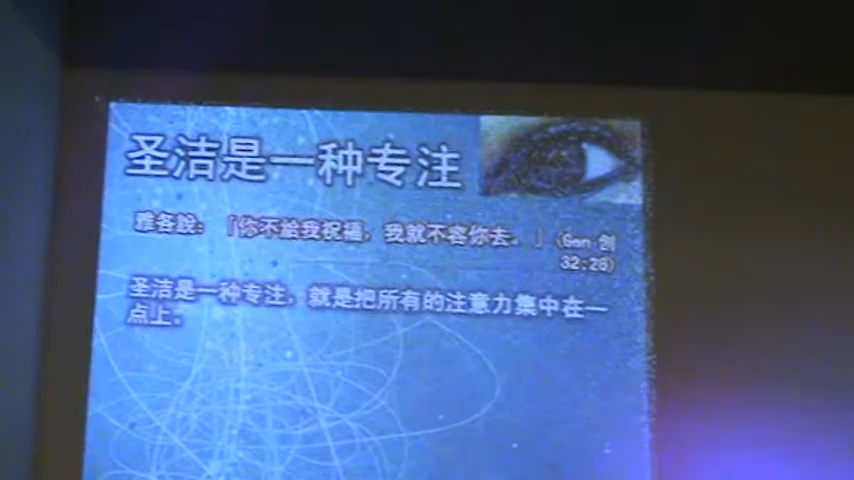 圣洁是一种专注
雅各說：「你不給我祝福，我就不容你去。」(Gen 创
32:28)
圣洁是一种专注，就是把所有的注意力集中在一
点上。